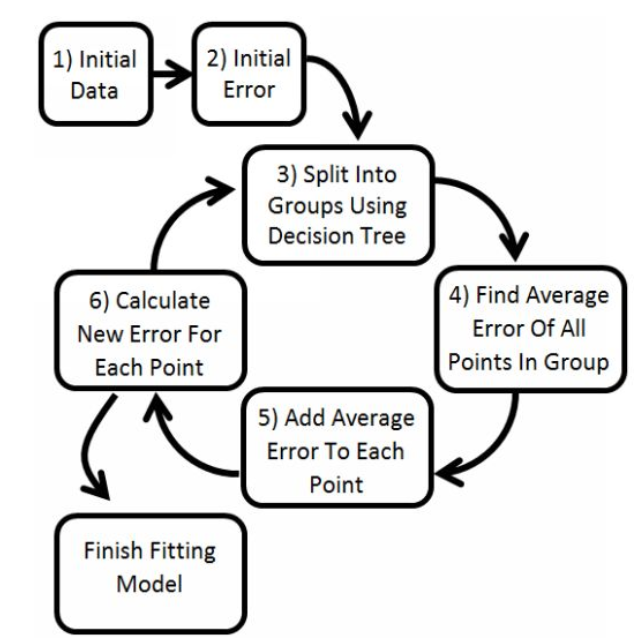 1) Initial
Data
2) Initial
Error
3) Split Into
Groups Using
Decision Tree
4) Find Average
Error Of All
Points In Group
5) Add Average
Error To Each
Point
6) Calculate
New Error For
Each Point
Finish Fitting
Model